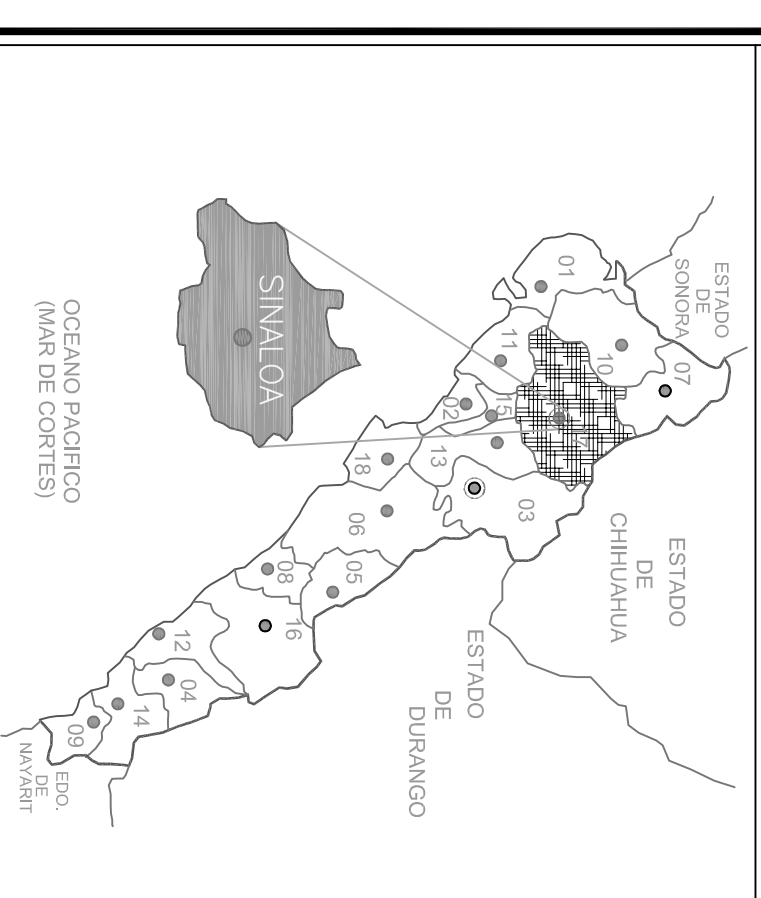 ESTADO
DE
SONORA
07
01
10
11
17
15
02
13
18
03
06
05
08
16
12
04
14
09
ESTADO
DE
CHIHUAHUA
ESTADO
DE
DURANGO
EDO.
DE
NAYARIT
SINALOA
OCEANO PACIFICO
(MAR DE CORTES)